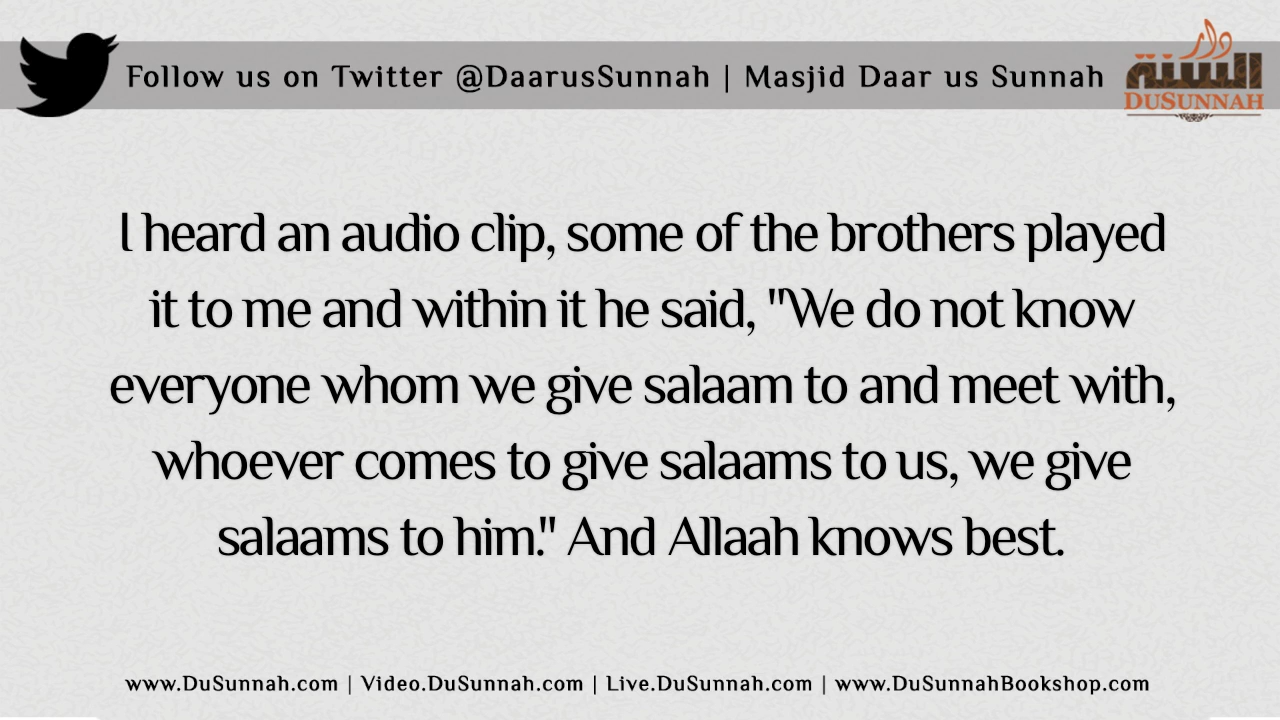 Follow us on Twitter @DaarusSunnah | Masjid Daar us Sunnah
دار
السنة
DUSUNNAH
I heard an audio clip, some of the brothers played
it to me and within it he said, "We do not know
everyone whom we give salaam to and meet with,
whoever comes to give salaams to us, we give
salaams to him." And Allaah knows best.
www.DuSunnah.com | Video.DuSunnah.com | Live.DuSunnah.com | www.DuSunnahBookshop.com